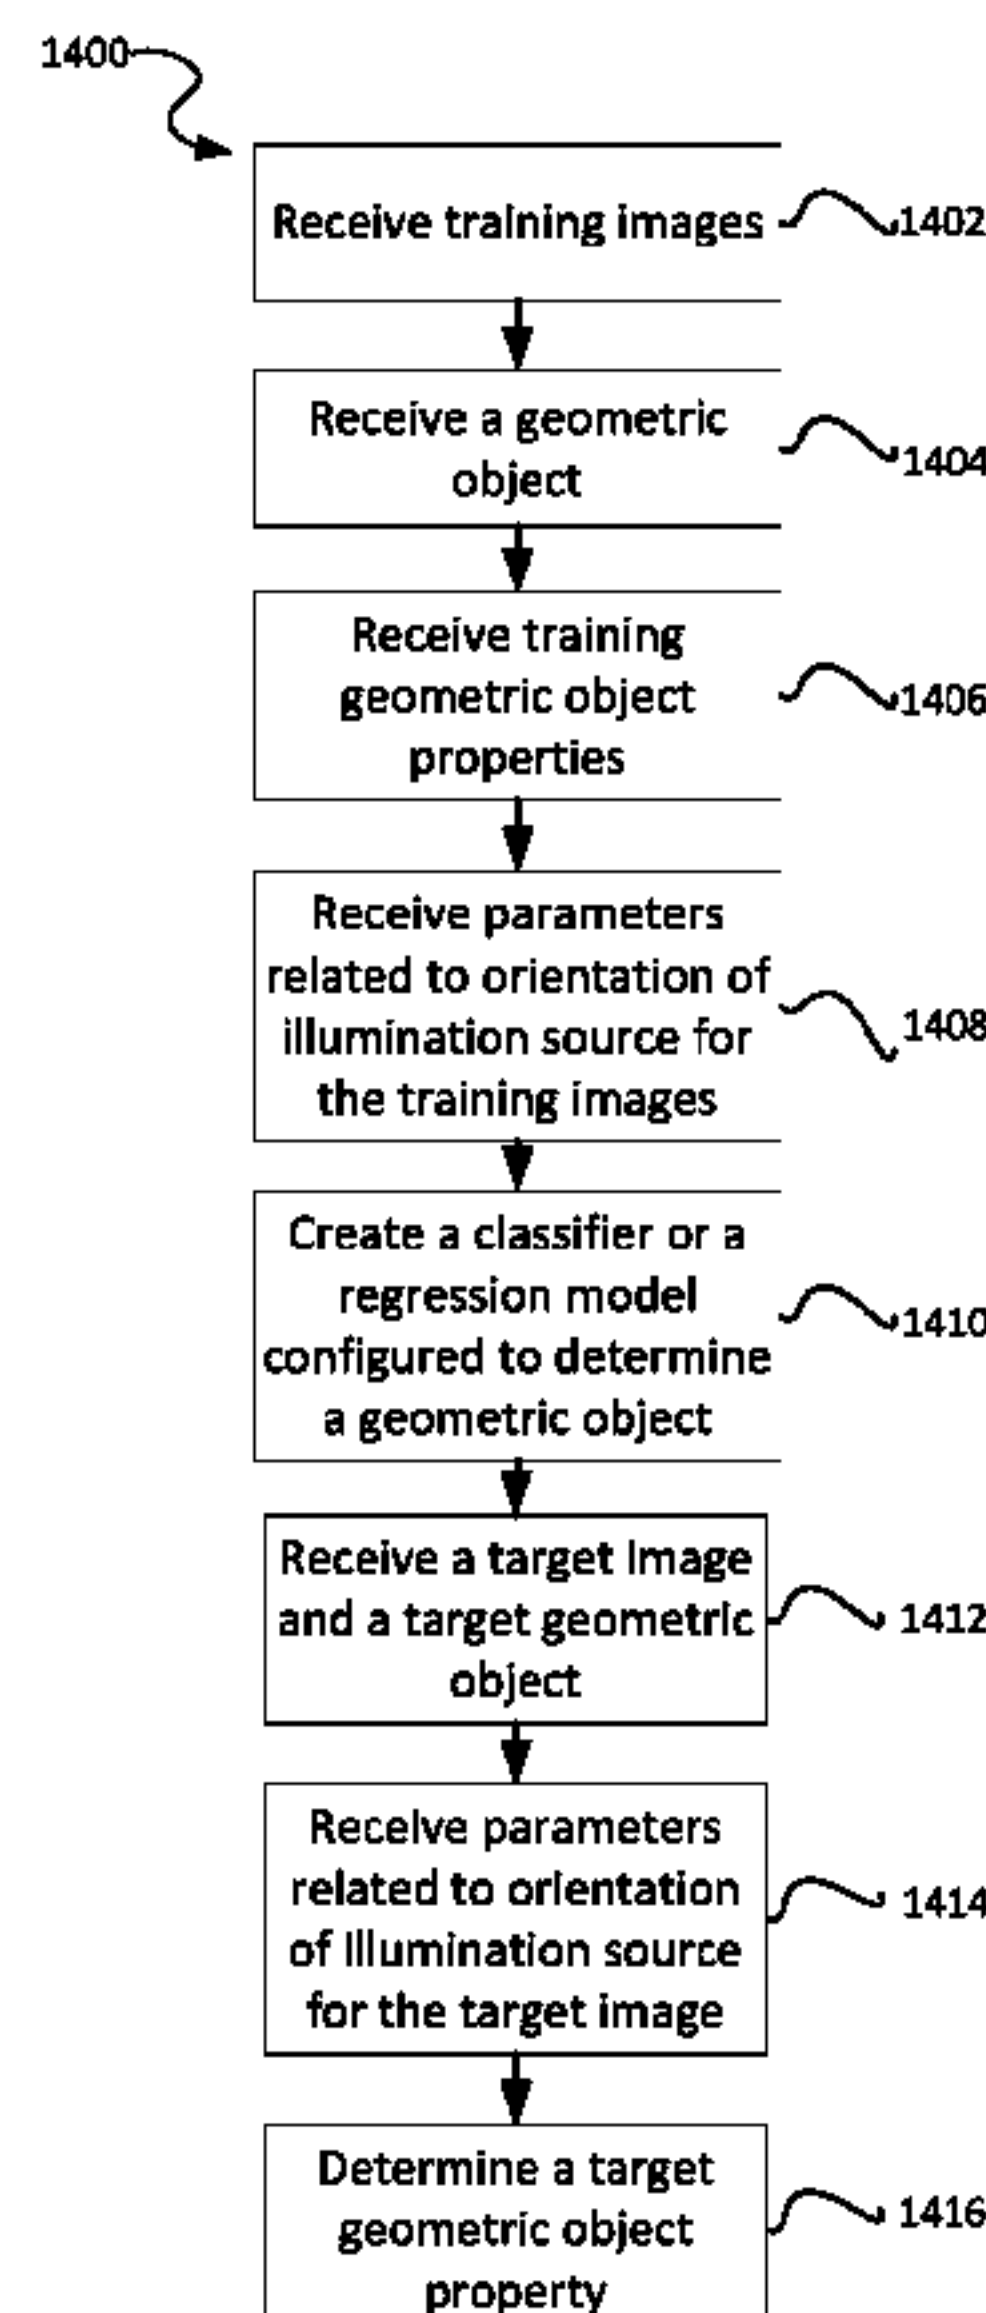 1400
Receive training images
1402
Receive a geometric
object
1404
Receive training
geometric object
properties
1406
Receive parameters
related to orientation of
illumination source for
the training images
1408
Create a classifier or a
regression model
configured to determine
a geometric object
1410
Receive a target image
and a target geometric
object
1412
Receive parameters
related to orientation
of illumination source
for the target image
1414
Determine a target
geometric object
property
1416